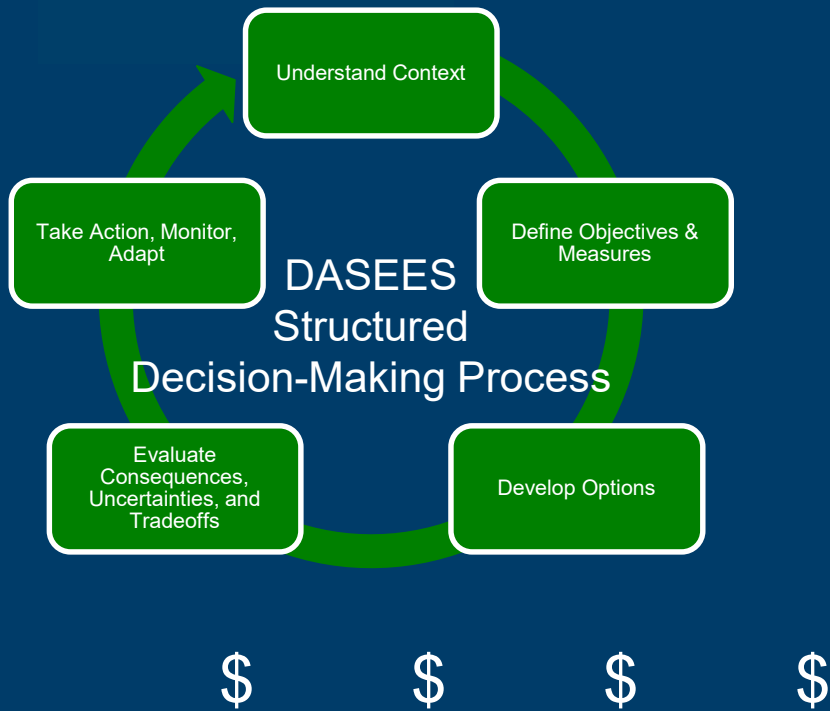 Understand Context
Take Action, Monitor,
Adapt
Define Objectives &
Measures
DASEES
Structured
Decision-Making Process
Evaluate
Consequences,
Uncertainties, and
Tradeoffs
Develop Options
$ $ $ $